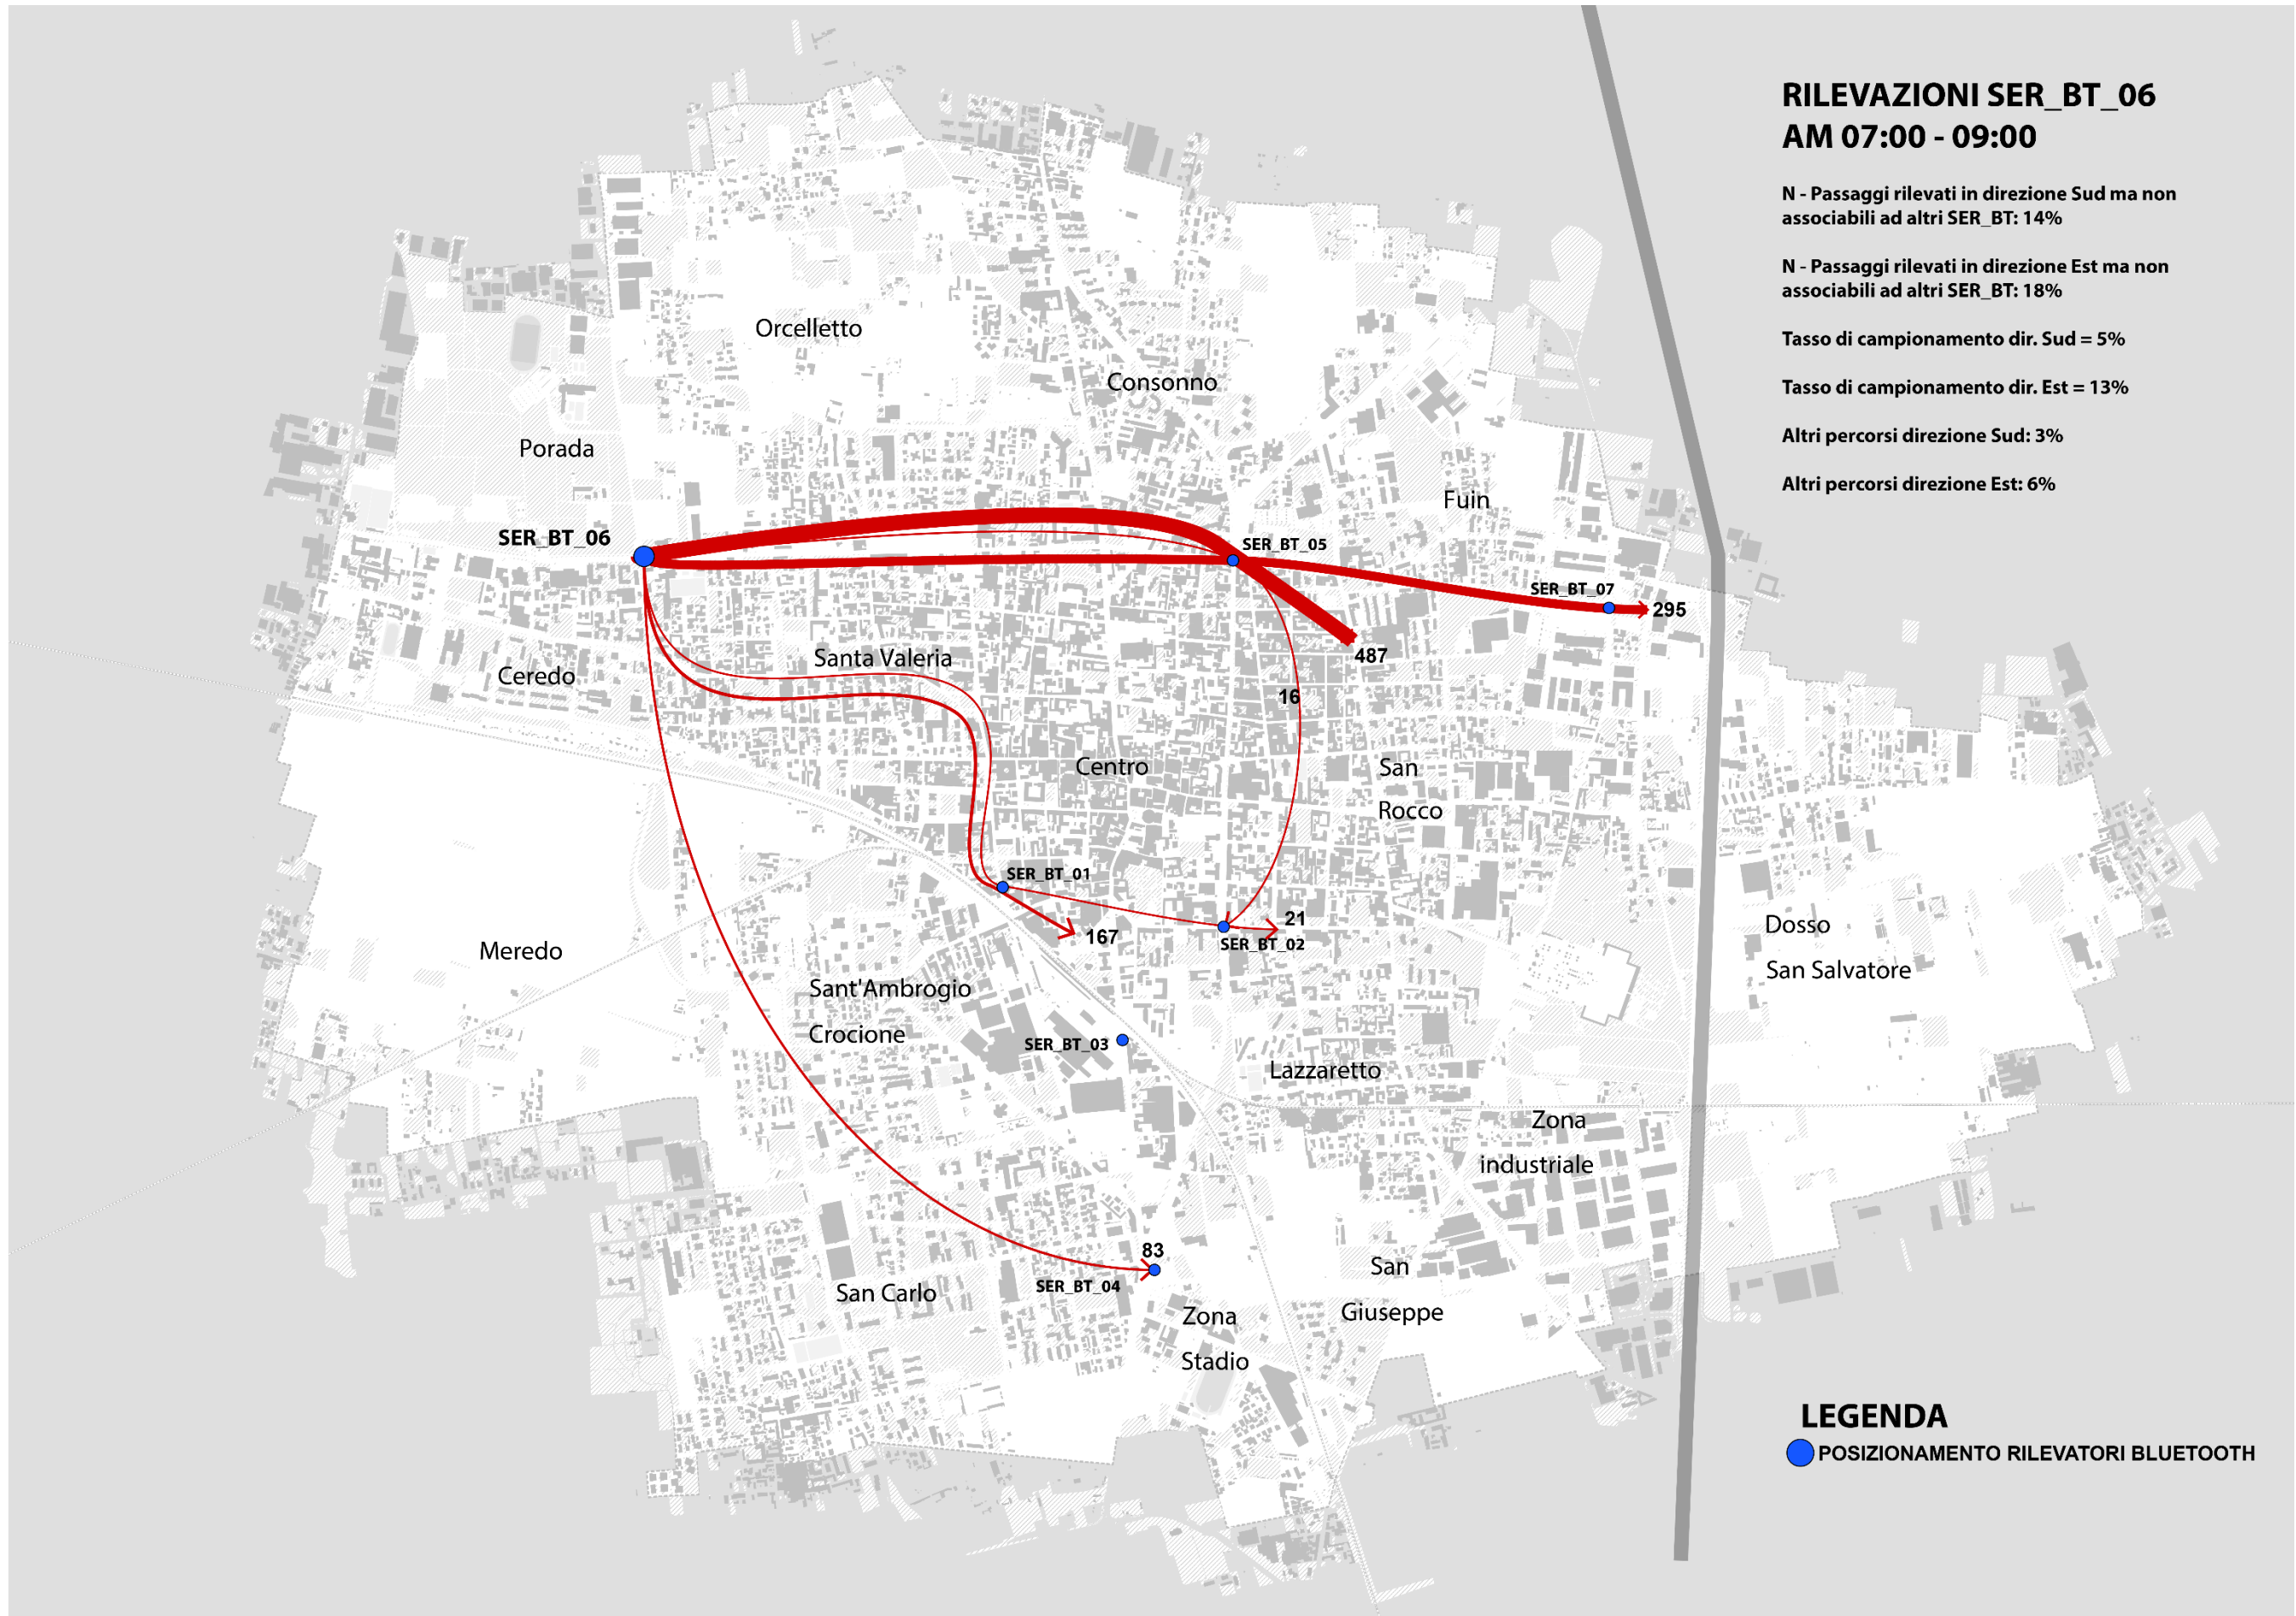 RILEVAZIONI SER_BT_06
AM 07:00 - 09:00
N - Passaggi rilevati in direzione Sud ma non
associabili ad altri SER_BT: 14%
N - Passaggi rilevati in direzione Est ma non
associabili ad altri SER_BT: 18%
Tasso di campionamento dir. Sud = 5%
Tasso di campionamento dir. Est = 13%
Altri percorsi direzione Sud: 3%
Altri percorsi direzione Est: 6%
Orcelletto
Consonno
Porada
Fuin
SER_BT_06
SER_BT_05
SER_BT_07
295
487
Santa Valeria
Ceredo
16
Centro
San
Rocco
SER_BT_01
167
21
SER_BT_02
Dosso
San Salvatore
Meredo
Sant'Ambrogio
Crocione
SER_BT_03
Lazzaretto
Zona
industriale
83
SER_BT_04
San Carlo
San
Giuseppe
Zona
Stadio
LEGENDA
POSIZIONAMENTO RILEVATORI BLUETOOTH